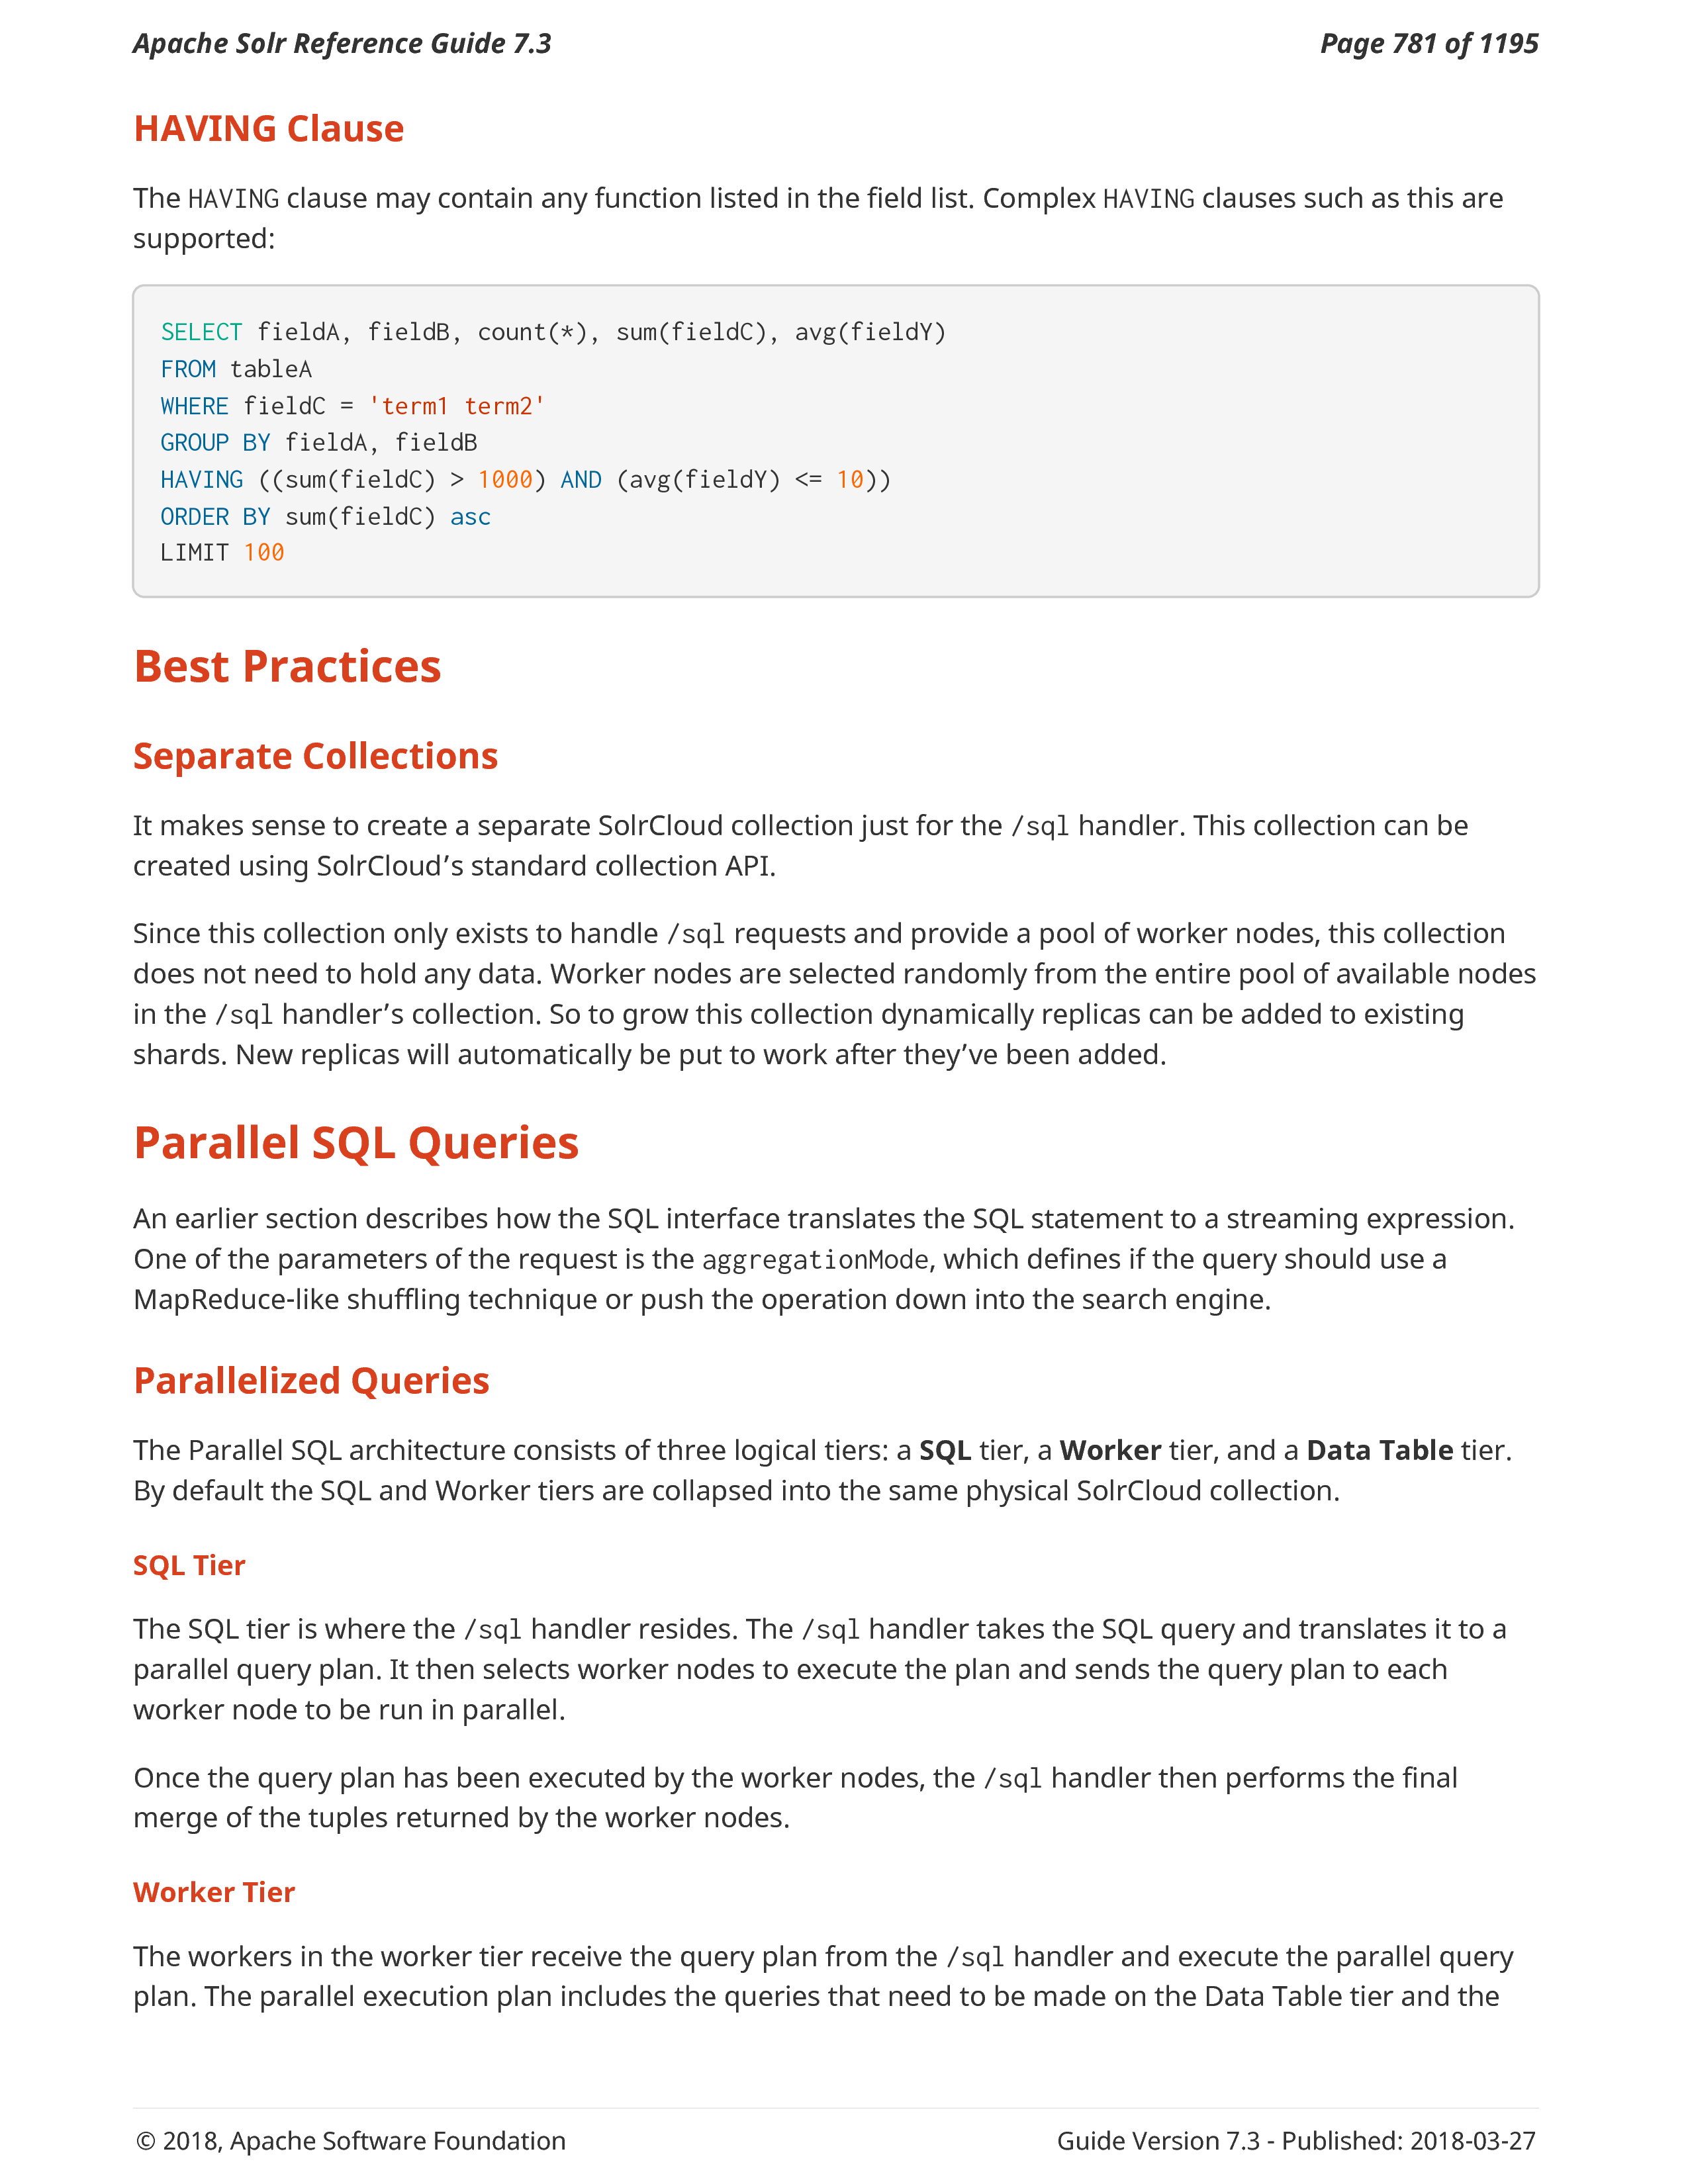 Apache Solr Reference Guide 7.3
Page 781 of 1195
HAVING Clause
The HAVING clause may contain any function listed in the field list. Complex HAVING clauses such as this are
supported:
SELECT fieldA, fieldB, count(*), sum(fieldC), avg(fieldY)
FROM tableA
WHERE fieldC = 'term1 term2'
GROUP BY fieldA, fieldB
HAVING ((sum(fieldC) > 1000) AND (avg(fieldY) <= 10))
ORDER BY sum(fieldC) asc
LIMIT 100
Best Practices
Separate Collections
It makes sense to create a separate SolrCloud collection just for the /sql handler. This collection can be
created using SolrCloud’s standard collection API.
Since this collection only exists to handle /sql requests and provide a pool of worker nodes, this collection
does not need to hold any data. Worker nodes are selected randomly from the entire pool of available nodes
in the /sql handler’s collection. So to grow this collection dynamically replicas can be added to existing
shards. New replicas will automatically be put to work after they’ve been added.
Parallel SQL Queries
An earlier section describes how the SQL interface translates the SQL statement to a streaming expression.
One of the parameters of the request is the aggregationMode, which defines if the query should use a
MapReduce-like shuffling technique or push the operation down into the search engine.
Parallelized Queries
The Parallel SQL architecture consists of three logical tiers: a SQL tier, a Worker tier, and a Data Table tier.
By default the SQL and Worker tiers are collapsed into the same physical SolrCloud collection.
SQL Tier
The SQL tier is where the /sql handler resides. The /sql handler takes the SQL query and translates it to a
parallel query plan. It then selects worker nodes to execute the plan and sends the query plan to each
worker node to be run in parallel.
Once the query plan has been executed by the worker nodes, the /sql handler then performs the final
merge of the tuples returned by the worker nodes.
Worker Tier
The workers in the worker tier receive the query plan from the /sql handler and execute the parallel query
plan. The parallel execution plan includes the queries that need to be made on the Data Table tier and the
© 2018, Apache Software Foundation
Guide Version 7.3 - Published: 2018-03-27